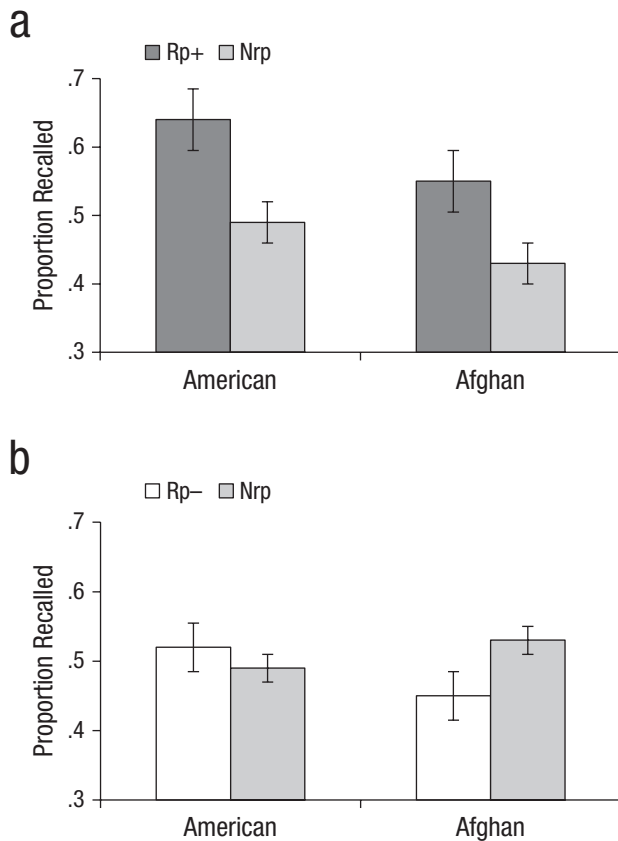 a
Rp+ Nrp
.7
.6
.5
.4
.3
Proportion Recalled
American Afghan
b
Rp– Nrp
.7
.6
.5
.4
.3
Proportion Recalled
American Afghan